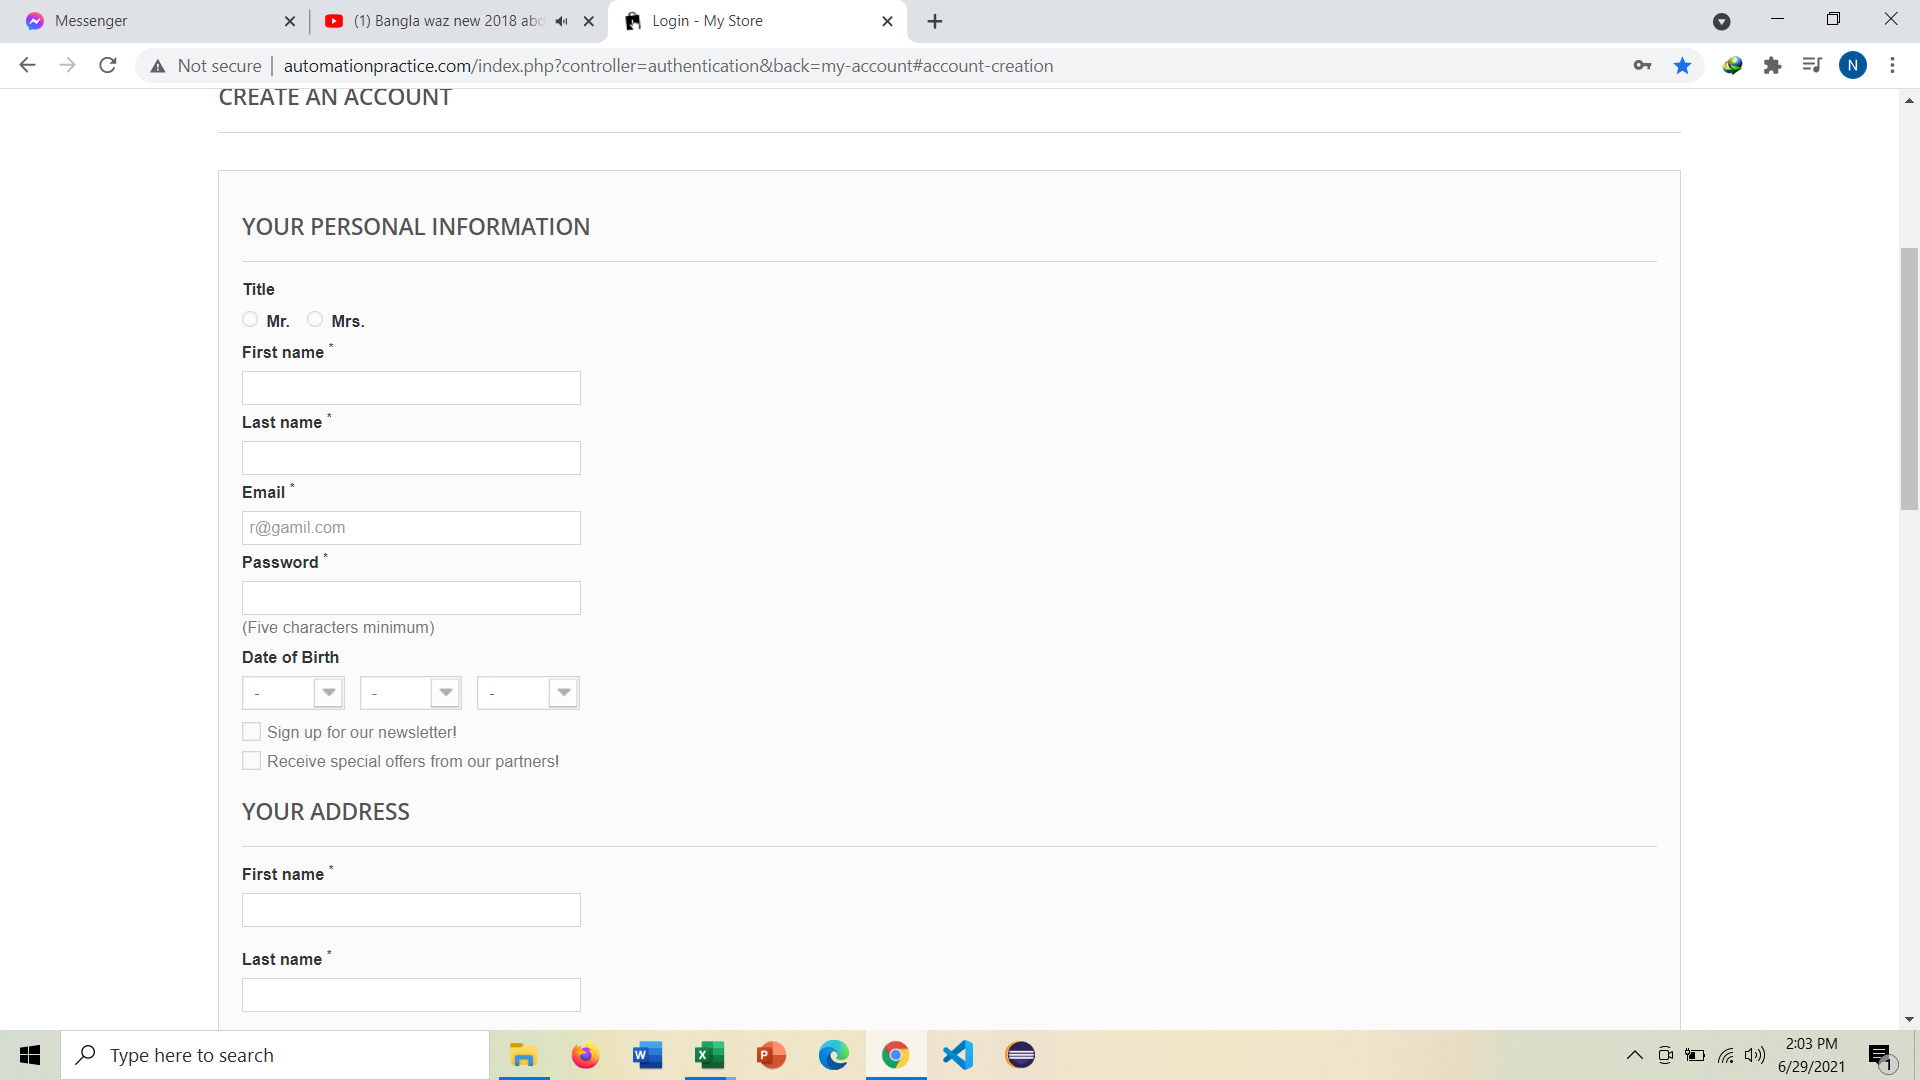 Messenger
(1) Bangla waz new 2018 abd
Login - My Store
Not secure
automationpractice.com/index.php?controller=authentication&back=my-account#account-creation
N
CREATE AN ACCOUNT
YOUR PERSONAL INFORMATION
Title
Mr. Mrs.
First name *
Last name *
Email *
r@gamil.com
Password *
(Five characters minimum)
Date of Birth
- - -
Sign up for our newsletter!
Receive special offers from our partners!
YOUR ADDRESS
First name *
Last name *
Type here to search
2:03 PM
6/29/2021
1